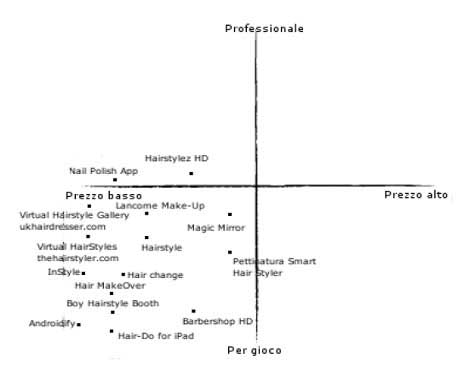 Professionale
Hairstylez HD
Nail Polish App
Prezzo basso
Prezzo alto
Lancome Make-Up
Virtual Hairstyle Gallery
ukhairdresser.com
Magic Mirror
Virtual HairStyles
thehairstyler.com
Hairstyle
Pettinatura Smart
Hair Styler
InStyle
Hair change
Hair MakeOver
Boy Hairstyle Booth
Androidify
Barbershop HD
Hair-Do for iPad
Per gioco